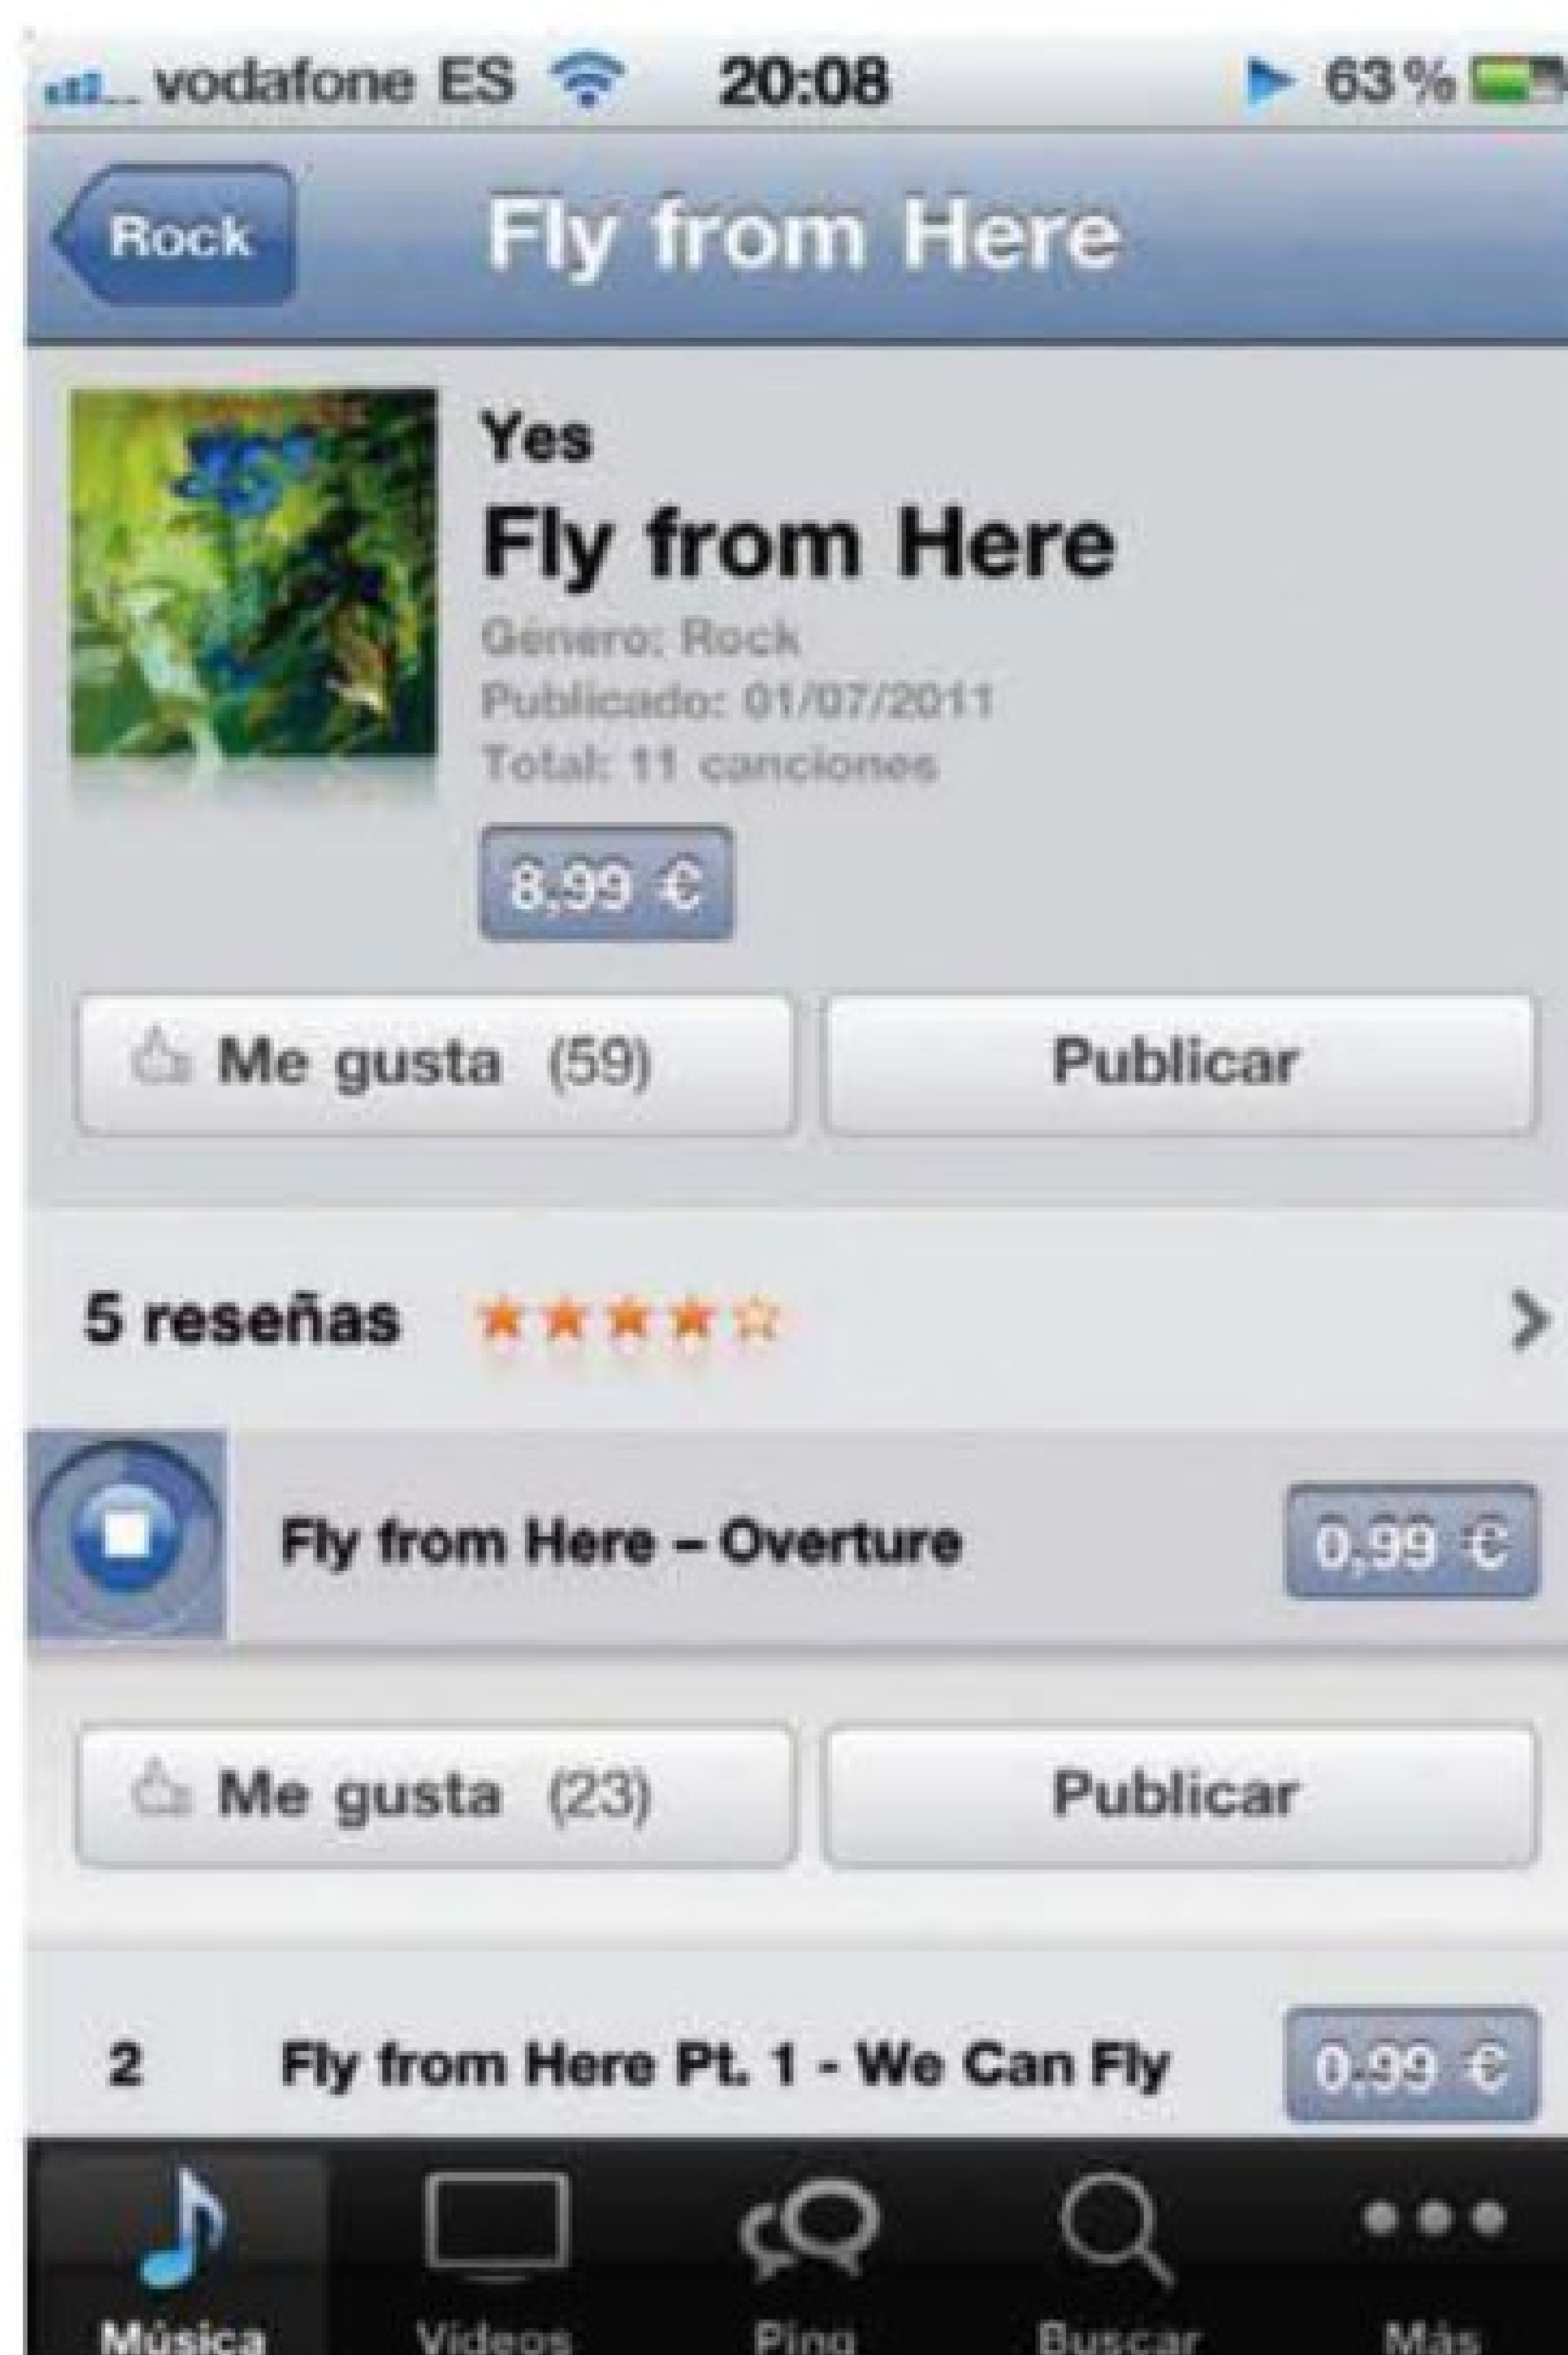 vodafone ES 20:08 63%
Rock Fly from Here
Yes
Fly from Here
Género: Rock
Publicado: 01/07/2011
Total: 11 canciones
8,99 €
Me gusta (59) Publicar
5 reseñas
Fly from Here – Overture 0,99 €
Me gusta (23) Publicar
2 Fly from Here Pt. 1 - We Can Fly 0,99 €
Música Vídeos Ping Buscar Más